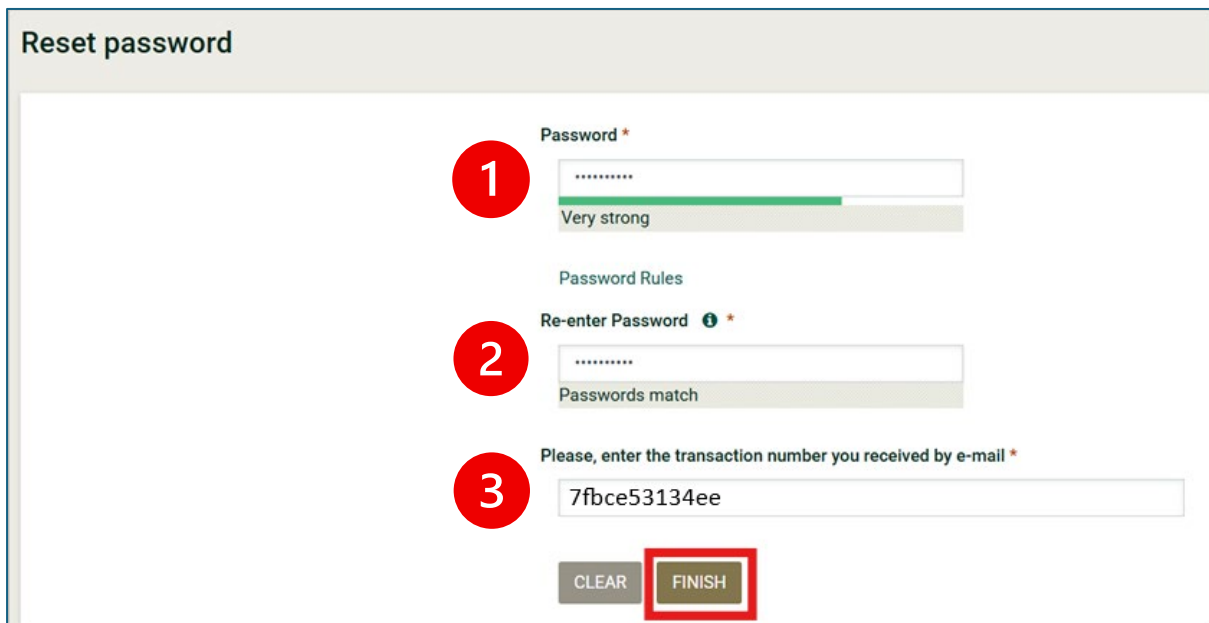 Reset password
Password *
1
••••••••••
Very strong
Password Rules
Re-enter Password *
2
••••••••••
Passwords match
Please, enter the transaction number you received by e-mail *
3
7fbce53134ee
CLEAR FINISH